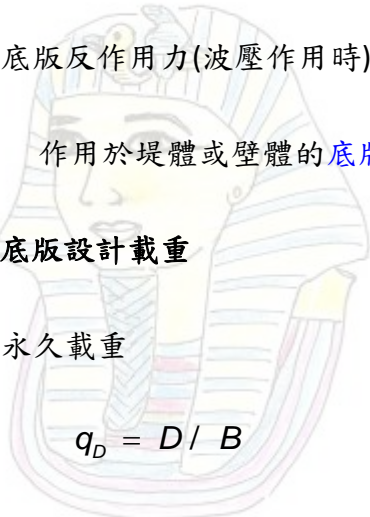 底版反作用力(波壓作用時)
作用於堤體或壁體的底版
底版設計載重
永久載重
q_D = D / B